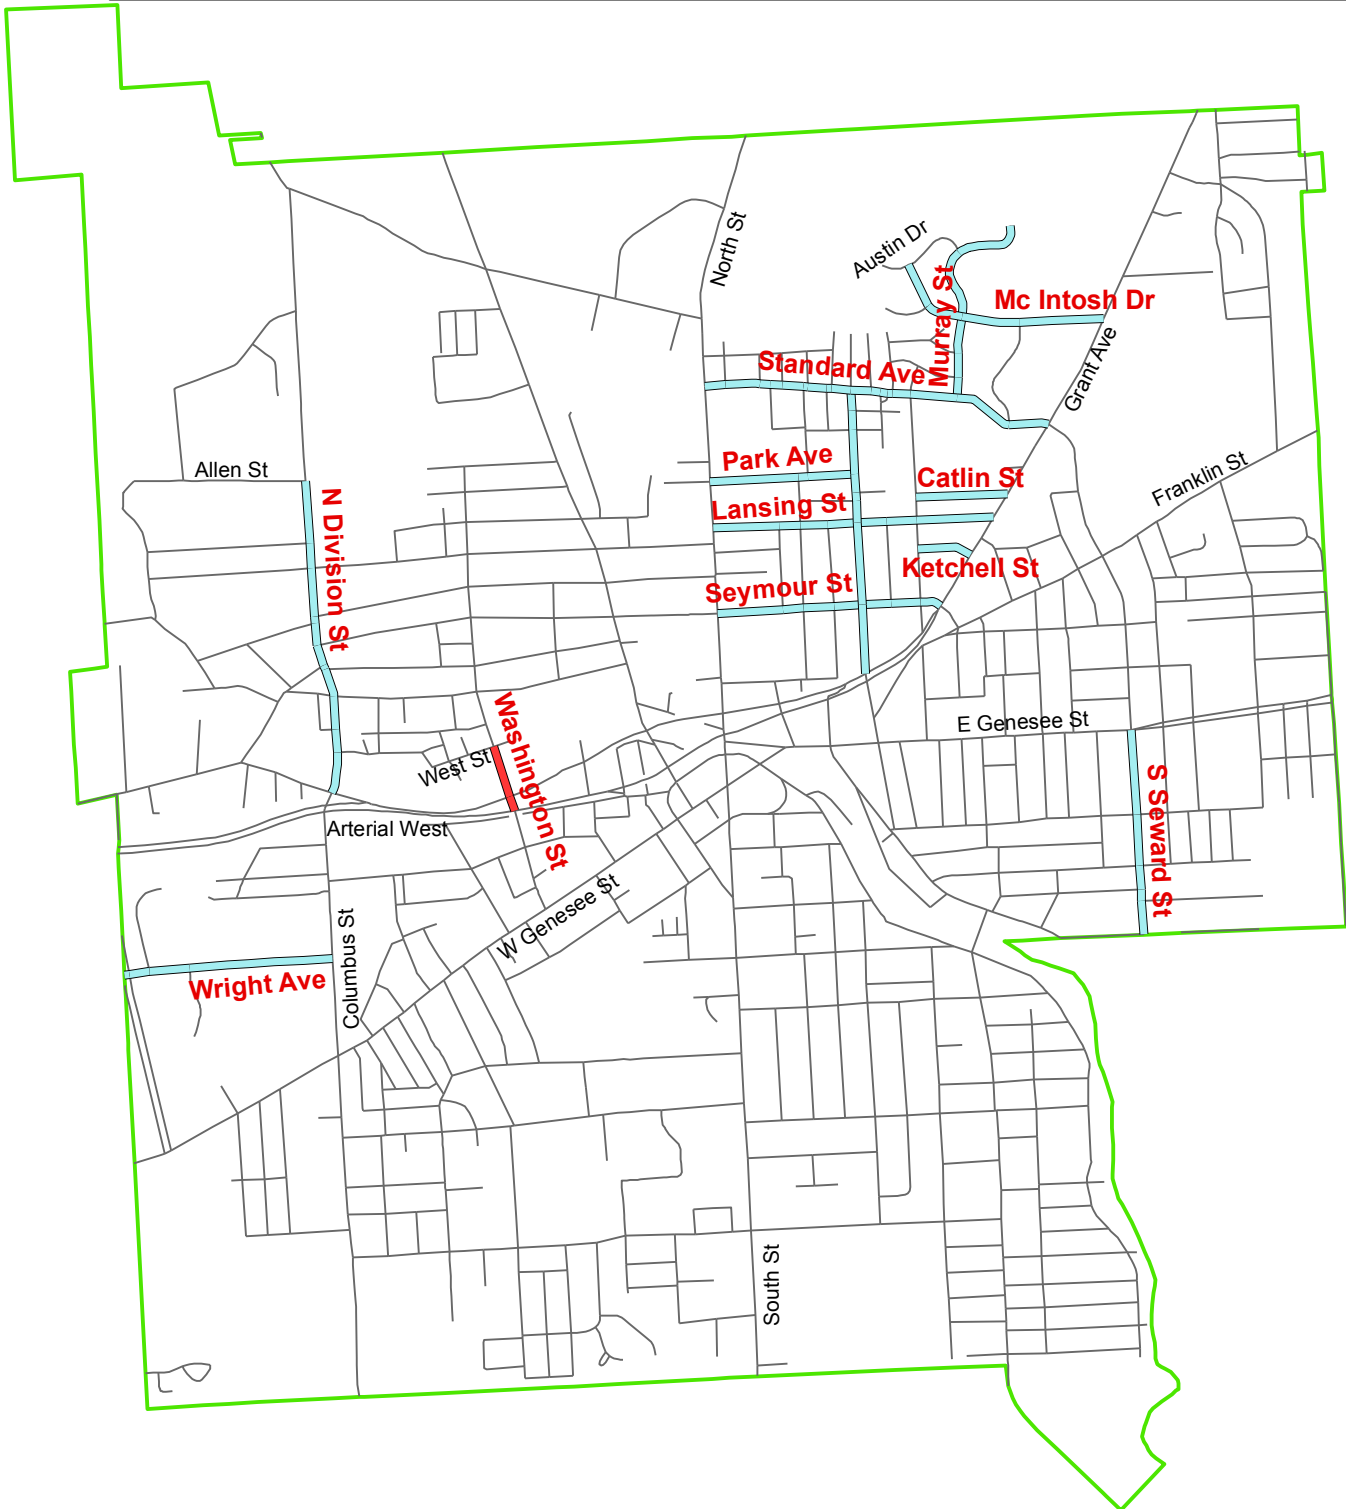 North St
Austin Dr
Murray St
Mc Intosh Dr
Grant Ave
Standard Ave
Park Ave
Catlin St
Franklin St
Allen St
Lansing St
N Division St
Ketchell St
Seymour St
Washington St
E Genesee St
West St
S Seward St
Arterial West
W Genesee St
Columbus St
Wright Ave
South St